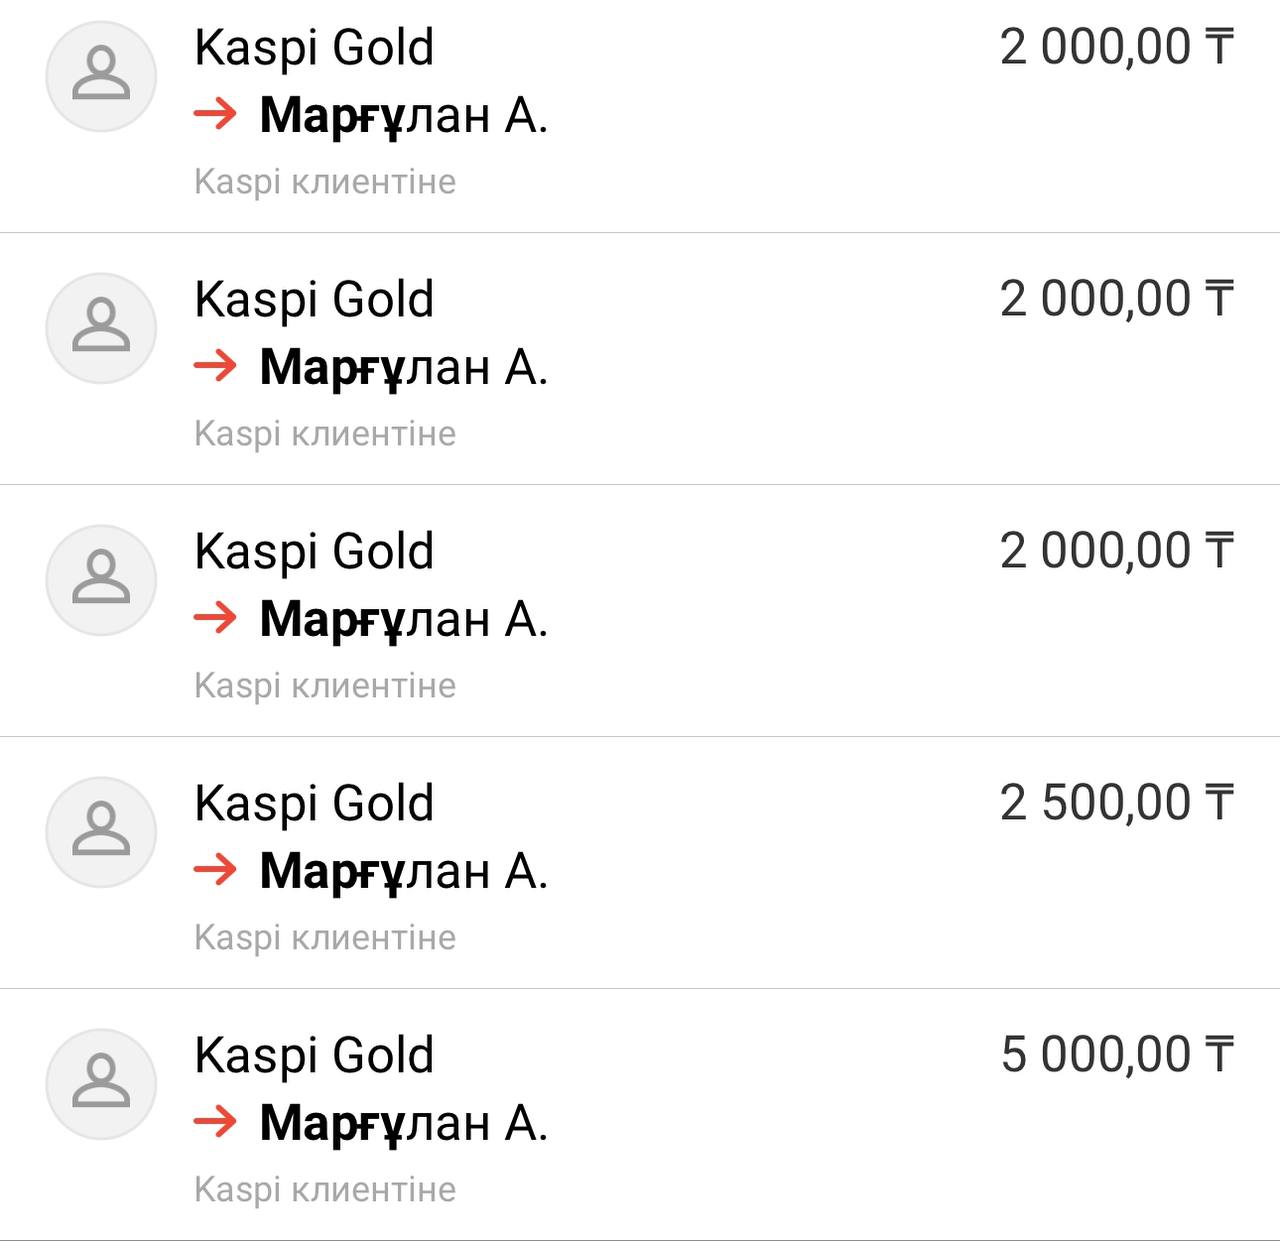 Kaspi Gold 2 000,00 ₸
→ Марғұлан А.
Kaspi клиентіне
Kaspi Gold 2 000,00 ₸
→ Марғұлан А.
Kaspi клиентіне
Kaspi Gold 2 000,00 ₸
→ Марғұлан А.
Kaspi клиентіне
Kaspi Gold 2 500,00 ₸
→ Марғұлан А.
Kaspi клиентіне
Kaspi Gold 5 000,00 ₸
→ Марғұлан А.
Kaspi клиентіне